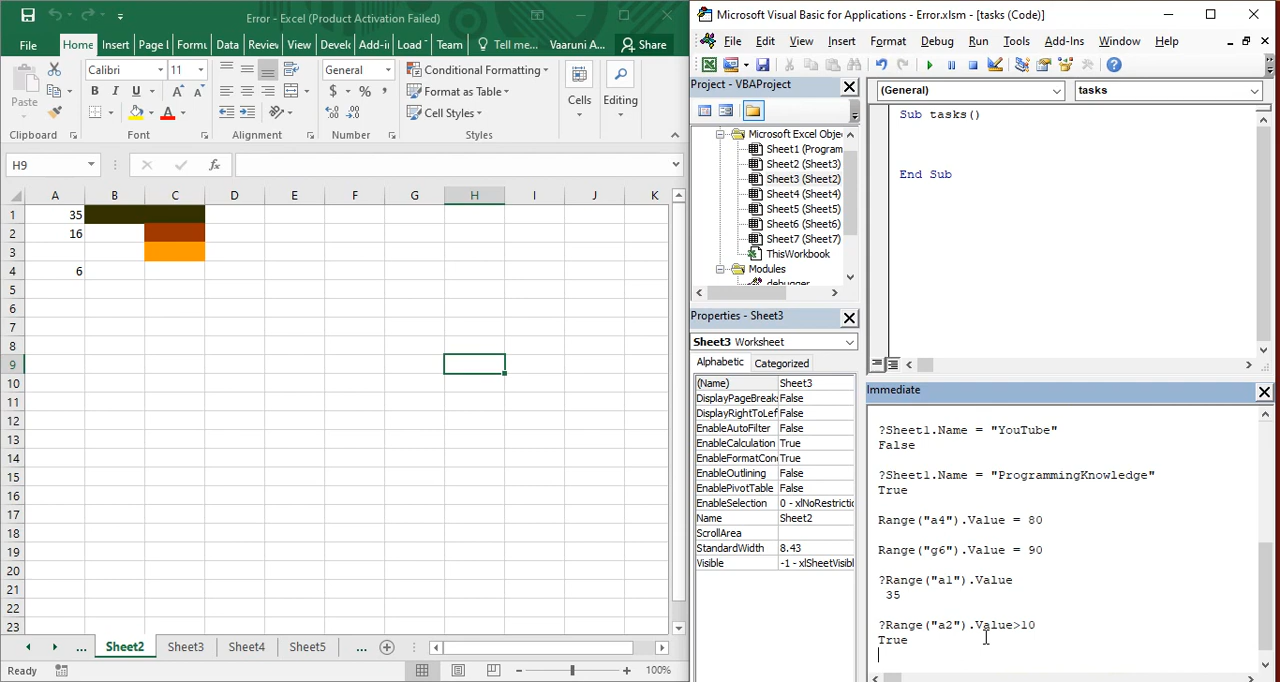 Error - Excel (Product Activation Failed)
File Home Insert Page l Formu Data Review View Develo Add-in Load T Team Tell me... Vaaruni A... Share
Paste
Calibri 11
B I U A A
A
General
$ % ,
Conditional Formatting
Format as Table
Cell Styles
Cells Editing
Clipboard Font Alignment Number Styles
H9 fx
A B C D E F G H I J K
1 35
2 16
3
4 6
5
6
7
8
9
10
11
12
13
14
15
16
17
18
19
20
21
22
23
... Sheet2 Sheet3 Sheet4 Sheet5 ...
Ready 100%
Microsoft Visual Basic for Applications - Error.xlsm - [tasks (Code)]
File Edit View Insert Format Debug Run Tools Add-Ins Window Help
Project - VBAProject
Microsoft Excel Objec
Sheet1 (Program
Sheet2 (Sheet3)
Sheet3 (Sheet2)
Sheet4 (Sheet4)
Sheet5 (Sheet5)
Sheet6 (Sheet6)
Sheet7 (Sheet7)
ThisWorkbook
Modules
debugger
Properties - Sheet3
Sheet3 Worksheet
Alphabetic Categorized
(Name) Sheet3
DisplayPageBreaks False
DisplayRightToLef False
EnableAutoFilter False
EnableCalculation True
EnableFormatCon True
EnableOutlining False
EnablePivotTable False
EnableSelection 0 - xlNoRestrictio
Name Sheet2
ScrollArea
StandardWidth 8.43
Visible -1 - xlSheetVisibl
(General) tasks
Sub tasks()
End Sub
Immediate
?Sheet1.Name = "YouTube"
False
?Sheet1.Name = "ProgrammingKnowledge"
True
Range("a4").Value = 80
Range("g6").Value = 90
?Range("a1").Value
35
?Range("a2").Value>10
True